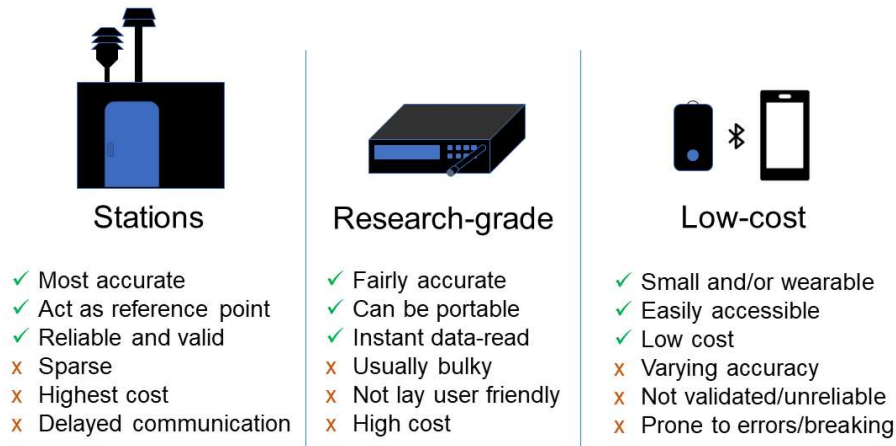 Stations
✓ Most accurate
✓ Act as reference point
✓ Reliable and valid
x Sparse
x Highest cost
x Delayed communication
Research-grade
✓ Fairly accurate
✓ Can be portable
✓ Instant data-read
x Usually bulky
x Not lay user friendly
x High cost
Low-cost
✓ Small and/or wearable
✓ Easily accessible
✓ Low cost
x Varying accuracy
x Not validated/unreliable
x Prone to errors/breaking